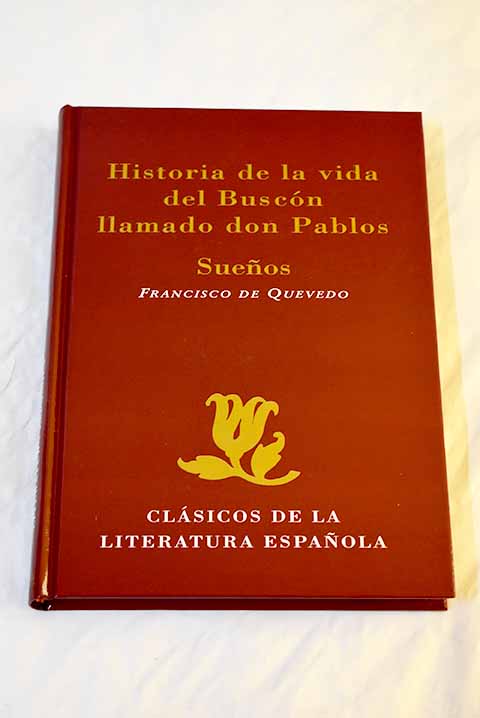 Historia de la vida
del Buscón
llamado don Pablos
Sueños
FRANCISCO DE QUEVEDO
CLÁSICOS DE LA
LITERATURA ESPAÑOLA